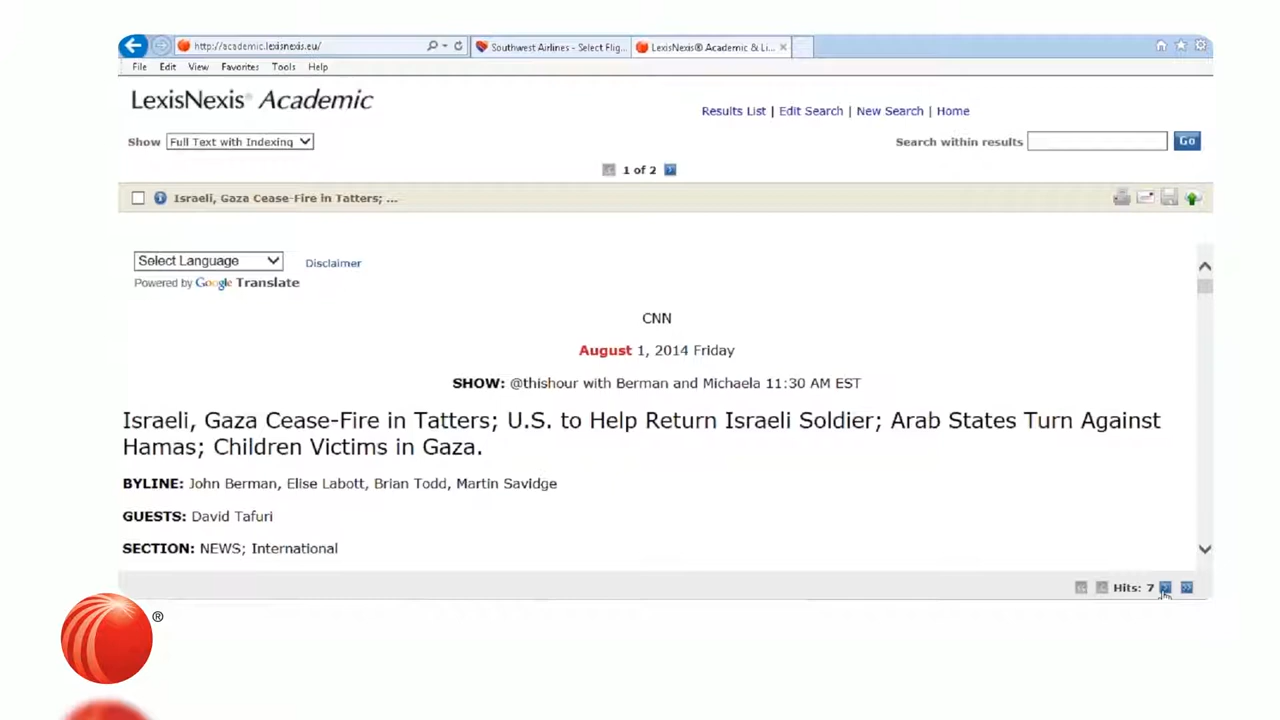 http://academic.lexisnexis.eu/ Southwest Airlines - Select Flig... LexisNexis® Academic & Li...
File Edit View Favorites Tools Help
LexisNexis® Academic
Results List | Edit Search | New Search | Home
Show Full Text with Indexing Search within results Go
1 of 2
Israeli, Gaza Cease-Fire in Tatters; ...
Select Language Disclaimer
Powered by Google Translate
CNN
August 1, 2014 Friday
SHOW: @thishour with Berman and Michaela 11:30 AM EST
Israeli, Gaza Cease-Fire in Tatters; U.S. to Help Return Israeli Soldier; Arab States Turn Against
Hamas; Children Victims in Gaza.
BYLINE: John Berman, Elise Labott, Brian Todd, Martin Savidge
GUESTS: David Tafuri
SECTION: NEWS; International
Hits: 7
®